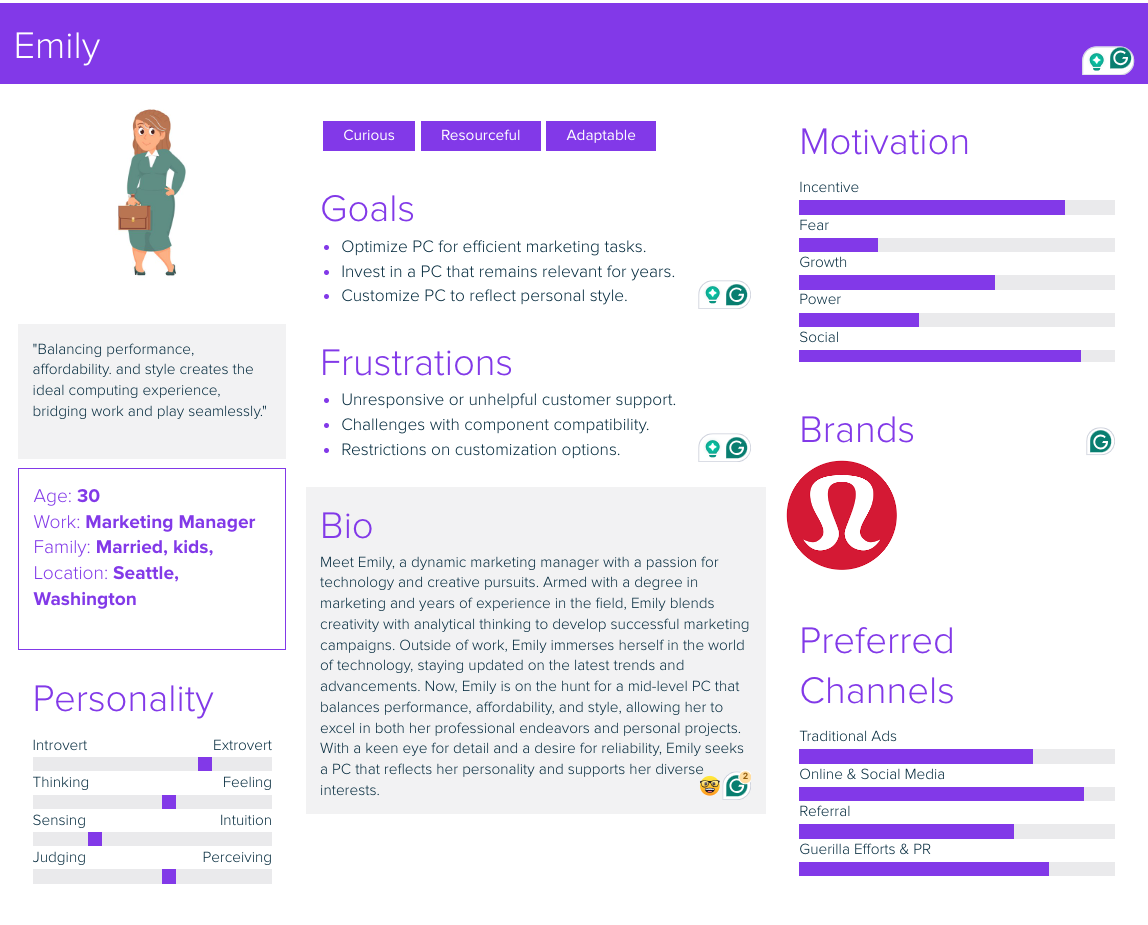 Emily
"Balancing performance,
affordability. and style creates the
ideal computing experience,
bridging work and play seamlessly."
Age: 30
Work: Marketing Manager
Family: Married, kids,
Location: Seattle,
Washington
Personality
Introvert Extrovert
Thinking Feeling
Sensing Intuition
Judging Perceiving
Curious Resourceful Adaptable
Goals
Optimize PC for efficient marketing tasks.
Invest in a PC that remains relevant for years.
Customize PC to reflect personal style.
Frustrations
Unresponsive or unhelpful customer support.
Challenges with component compatibility.
Restrictions on customization options.
Bio
Meet Emily, a dynamic marketing manager with a passion for
technology and creative pursuits. Armed with a degree in
marketing and years of experience in the field, Emily blends
creativity with analytical thinking to develop successful marketing
campaigns. Outside of work, Emily immerses herself in the world
of technology, staying updated on the latest trends and
advancements. Now, Emily is on the hunt for a mid-level PC that
balances performance, affordability, and style, allowing her to
excel in both her professional endeavors and personal projects.
With a keen eye for detail and a desire for reliability, Emily seeks
a PC that reflects her personality and supports her diverse
interests.
2
Motivation
Incentive
Fear
Growth
Power
Social
Brands
Preferred
Channels
Traditional Ads
Online & Social Media
Referral
Guerilla Efforts & PR